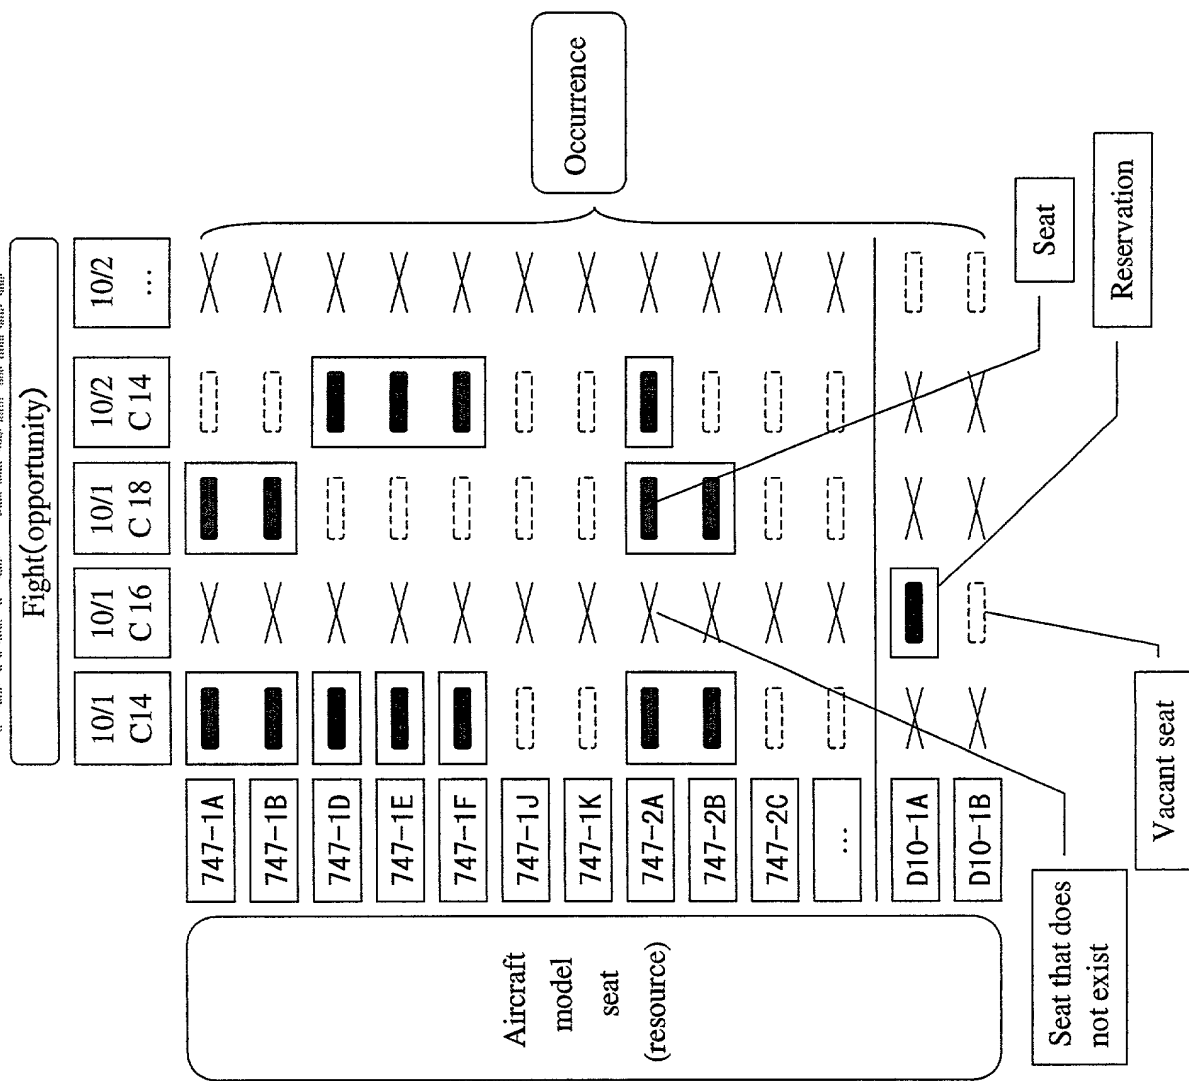 Fight(opportunity)
10/1
C14
10/1
C 16
10/1
C 18
10/2
C 14
10/2
...
Aircraft
model
seat
(resource)
747-1A
747-1B
747-1D
747-1E
747-1F
747-1J
747-1K
747-2A
747-2B
747-2C
...
D10-1A
D10-1B
Occurrence
Seat that does
not exist
Vacant seat
Reservation
Seat